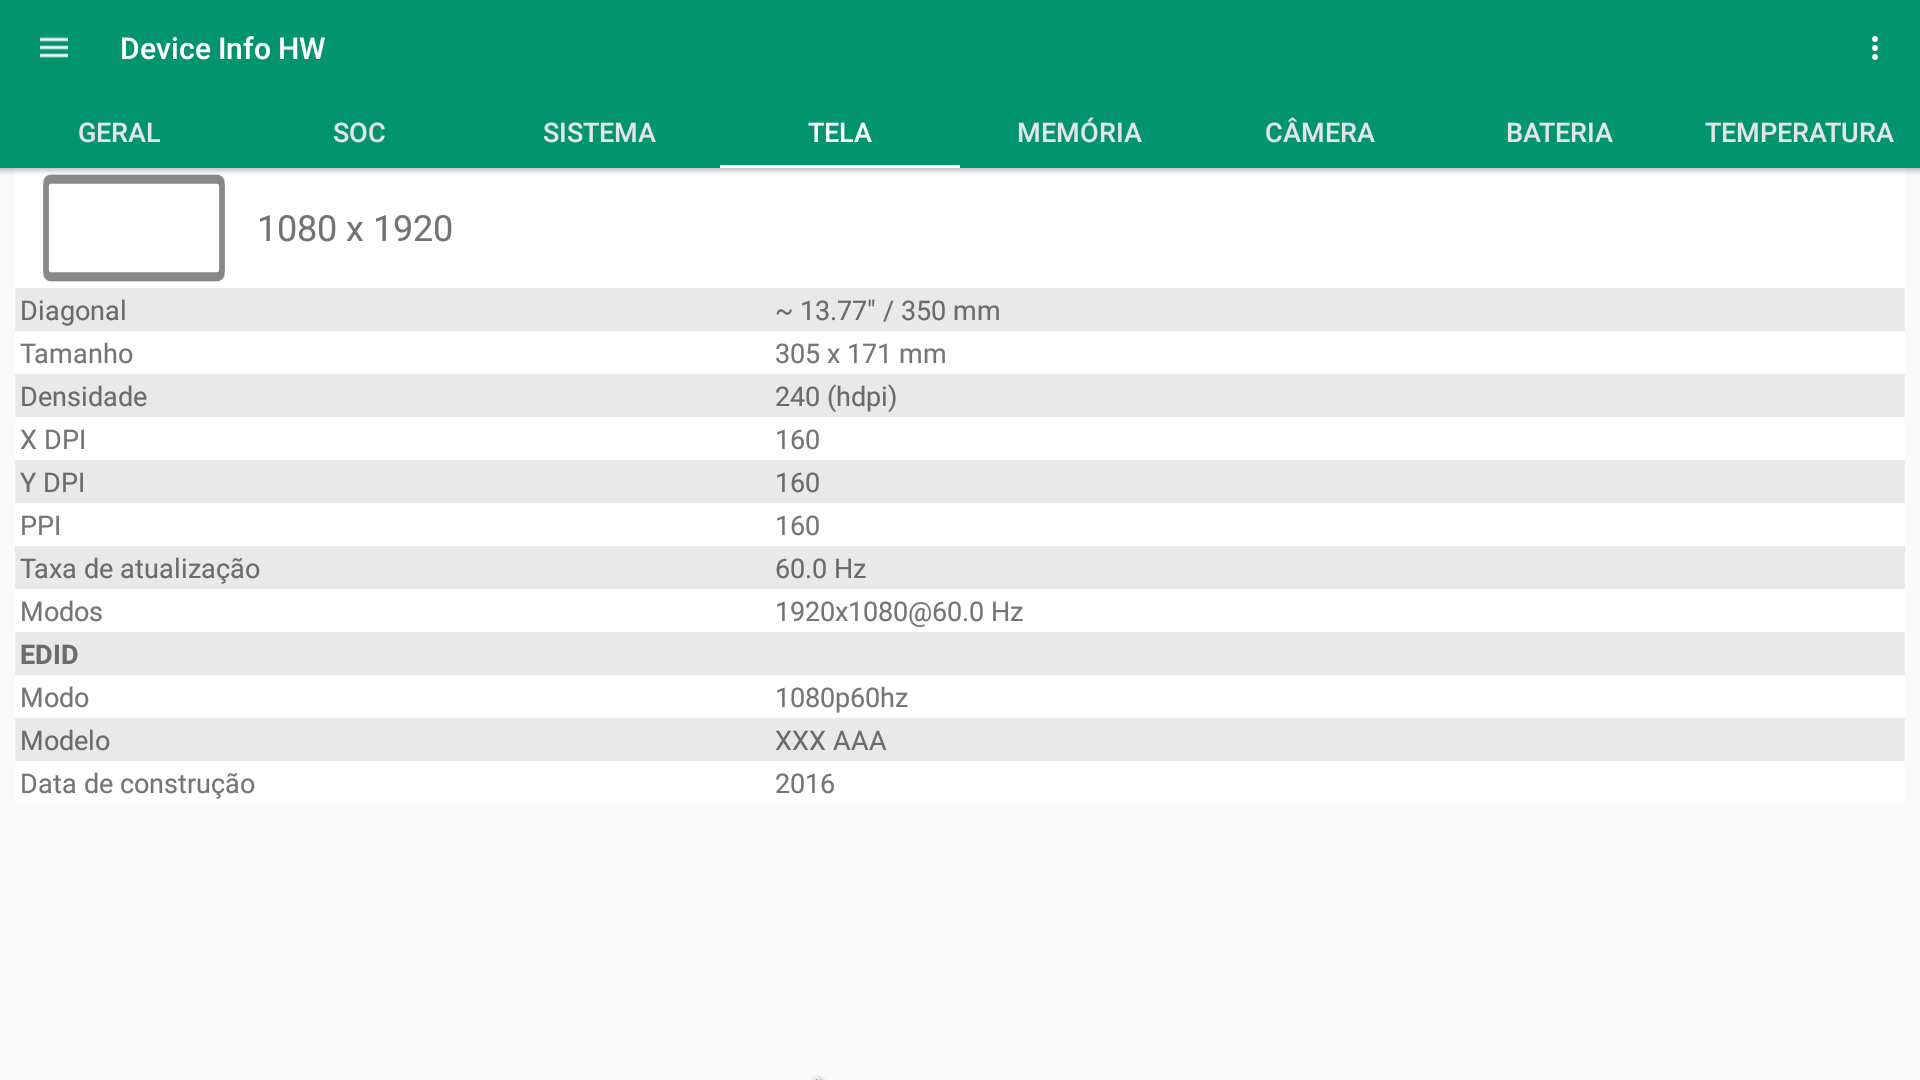 Device Info HW
GERAL SOC SISTEMA TELA MEMÓRIA CÂMERA BATERIA TEMPERATURA
1080 x 1920
Diagonal ~ 13.77" / 350 mm
Tamanho 305 x 171 mm
Densidade 240 (hdpi)
X DPI 160
Y DPI 160
PPI 160
Taxa de atualização 60.0 Hz
Modos 1920x1080@60.0 Hz
EDID
Modo 1080p60hz
Modelo XXX AAA
Data de construção 2016